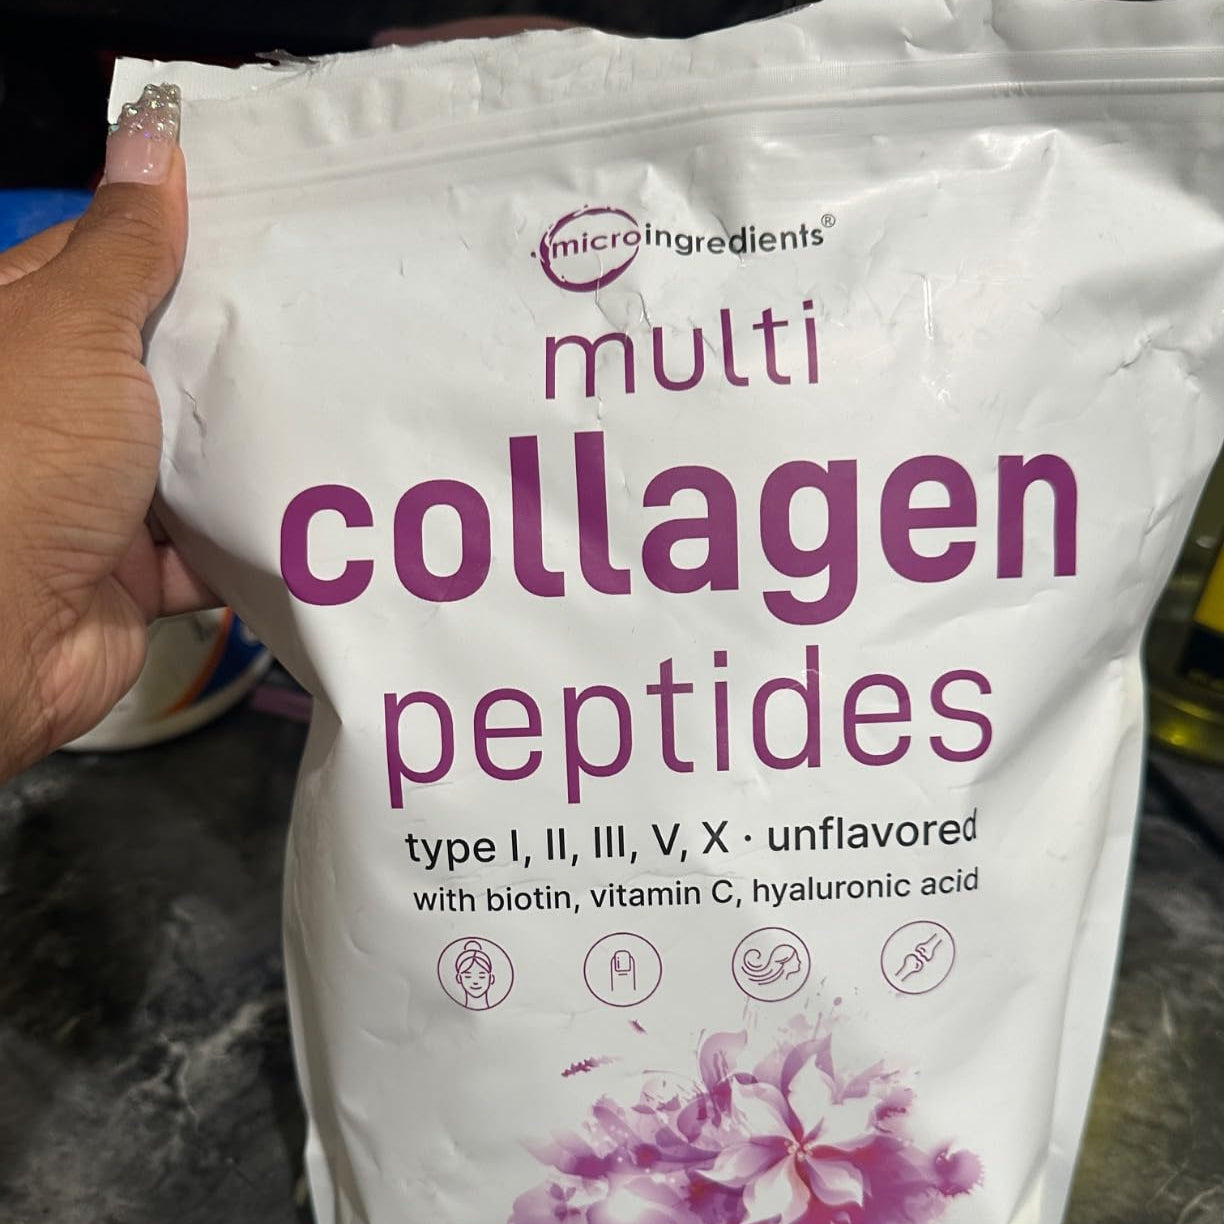 microingredients®
multi
collagen
peptides
type I, II, III, V, X · unflavored
with biotin, vitamin C, hyaluronic acid